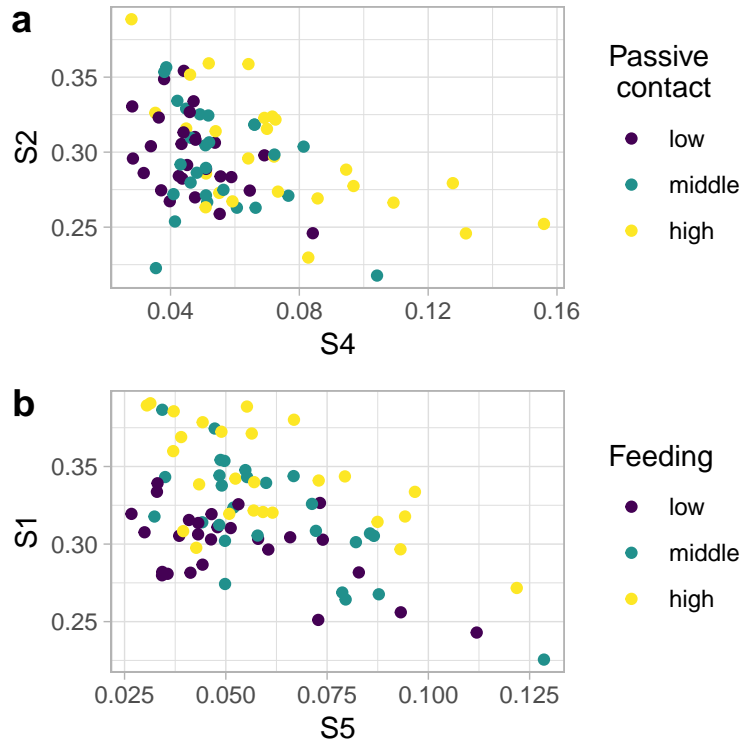 a
S2
0.35
0.30
0.25
0.04
0.08
0.12
0.16
S4
Passive
contact
low
middle
high
b
S1
0.35
0.30
0.25
0.025
0.050
0.075
0.100
0.125
S5
Feeding
low
middle
high